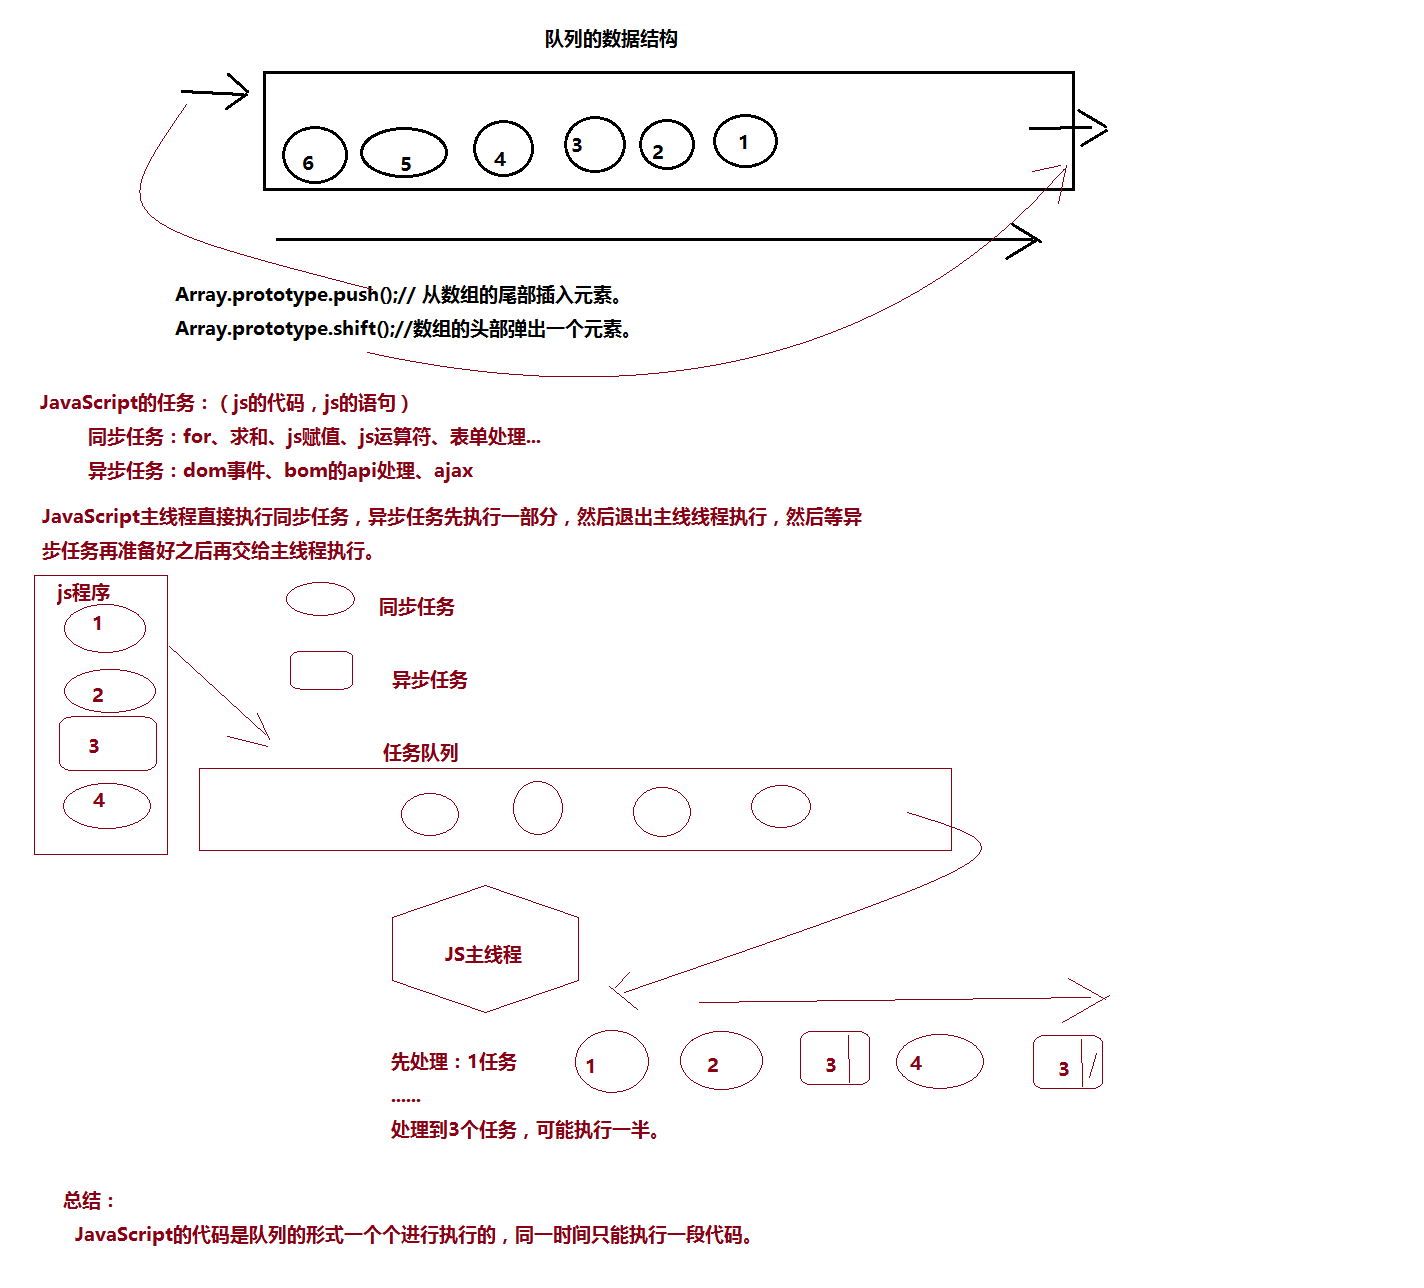 队列的数据结构
6 5 4 3 2 1
Array.prototype.push();// 从数组的尾部插入元素。
Array.prototype.shift();//数组的头部弹出一个元素。
JavaScript的任务：（js的代码，js的语句）
同步任务：for、求和、js赋值、js运算符、表单处理...
异步任务：dom事件、bom的api处理、ajax
JavaScript主线程直接执行同步任务，异步任务先执行一部分，然后退出主线线程执行，然后等异
步任务再准备好之后再交给主线程执行。
js程序
1
2
3
4
同步任务
异步任务
任务队列
JS主线程
先处理：1任务
......
处理到3个任务，可能执行一半。
1 2 3 4 3
总结：
JavaScript的代码是队列的形式一个个进行执行的，同一时间只能执行一段代码。